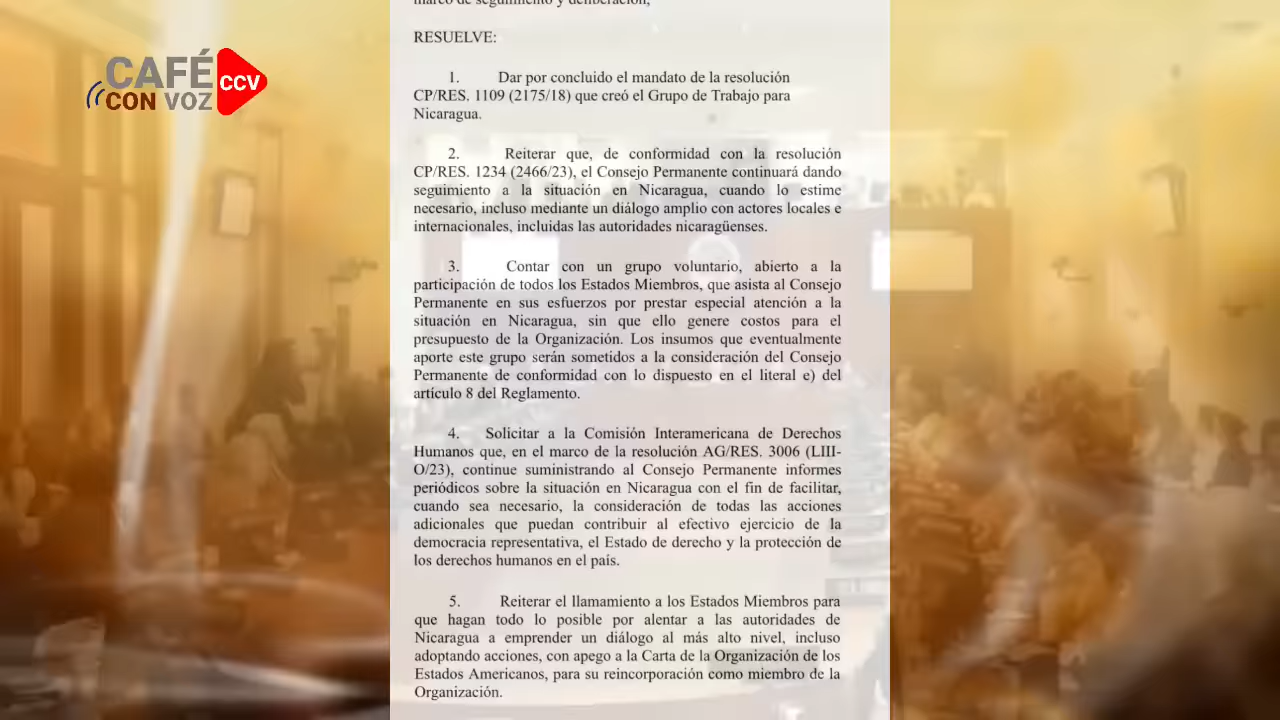 CAFÉ
CON VOZ
CCV
marco de seguimiento y deliberación,
RESUELVE:
1. Dar por concluido el mandato de la resolución
CP/RES. 1109 (2175/18) que creó el Grupo de Trabajo para
Nicaragua.
2. Reiterar que, de conformidad con la resolución
CP/RES. 1234 (2466/23), el Consejo Permanente continuará dando
seguimiento a la situación en Nicaragua, cuando lo estime
necesario, incluso mediante un diálogo amplio con actores locales e
internacionales, incluidas las autoridades nicaragüenses.
3. Contar con un grupo voluntario, abierto a la
participación de todos los Estados Miembros, que asista al Consejo
Permanente en sus esfuerzos por prestar especial atención a la
situación en Nicaragua, sin que ello genere costos para el
presupuesto de la Organización. Los insumos que eventualmente
aporte este grupo serán sometidos a la consideración del Consejo
Permanente de conformidad con lo dispuesto en el literal e) del
artículo 8 del Reglamento.
4. Solicitar a la Comisión Interamericana de Derechos
Humanos que, en el marco de la resolución AG/RES. 3006 (LIII-
O/23), continue suministrando al Consejo Permanente informes
periódicos sobre la situación en Nicaragua con el fin de facilitar,
cuando sea necesario, la consideración de todas las acciones
adicionales que puedan contribuir al efectivo ejercicio de la
democracia representativa, el Estado de derecho y la protección de
los derechos humanos en el país.
5. Reiterar el llamamiento a los Estados Miembros para
que hagan todo lo posible por alentar a las autoridades de
Nicaragua a emprender un diálogo al más alto nivel, incluso
adoptando acciones, con apego a la Carta de la Organización de los
Estados Americanos, para su reincorporación como miembro de la
Organización.